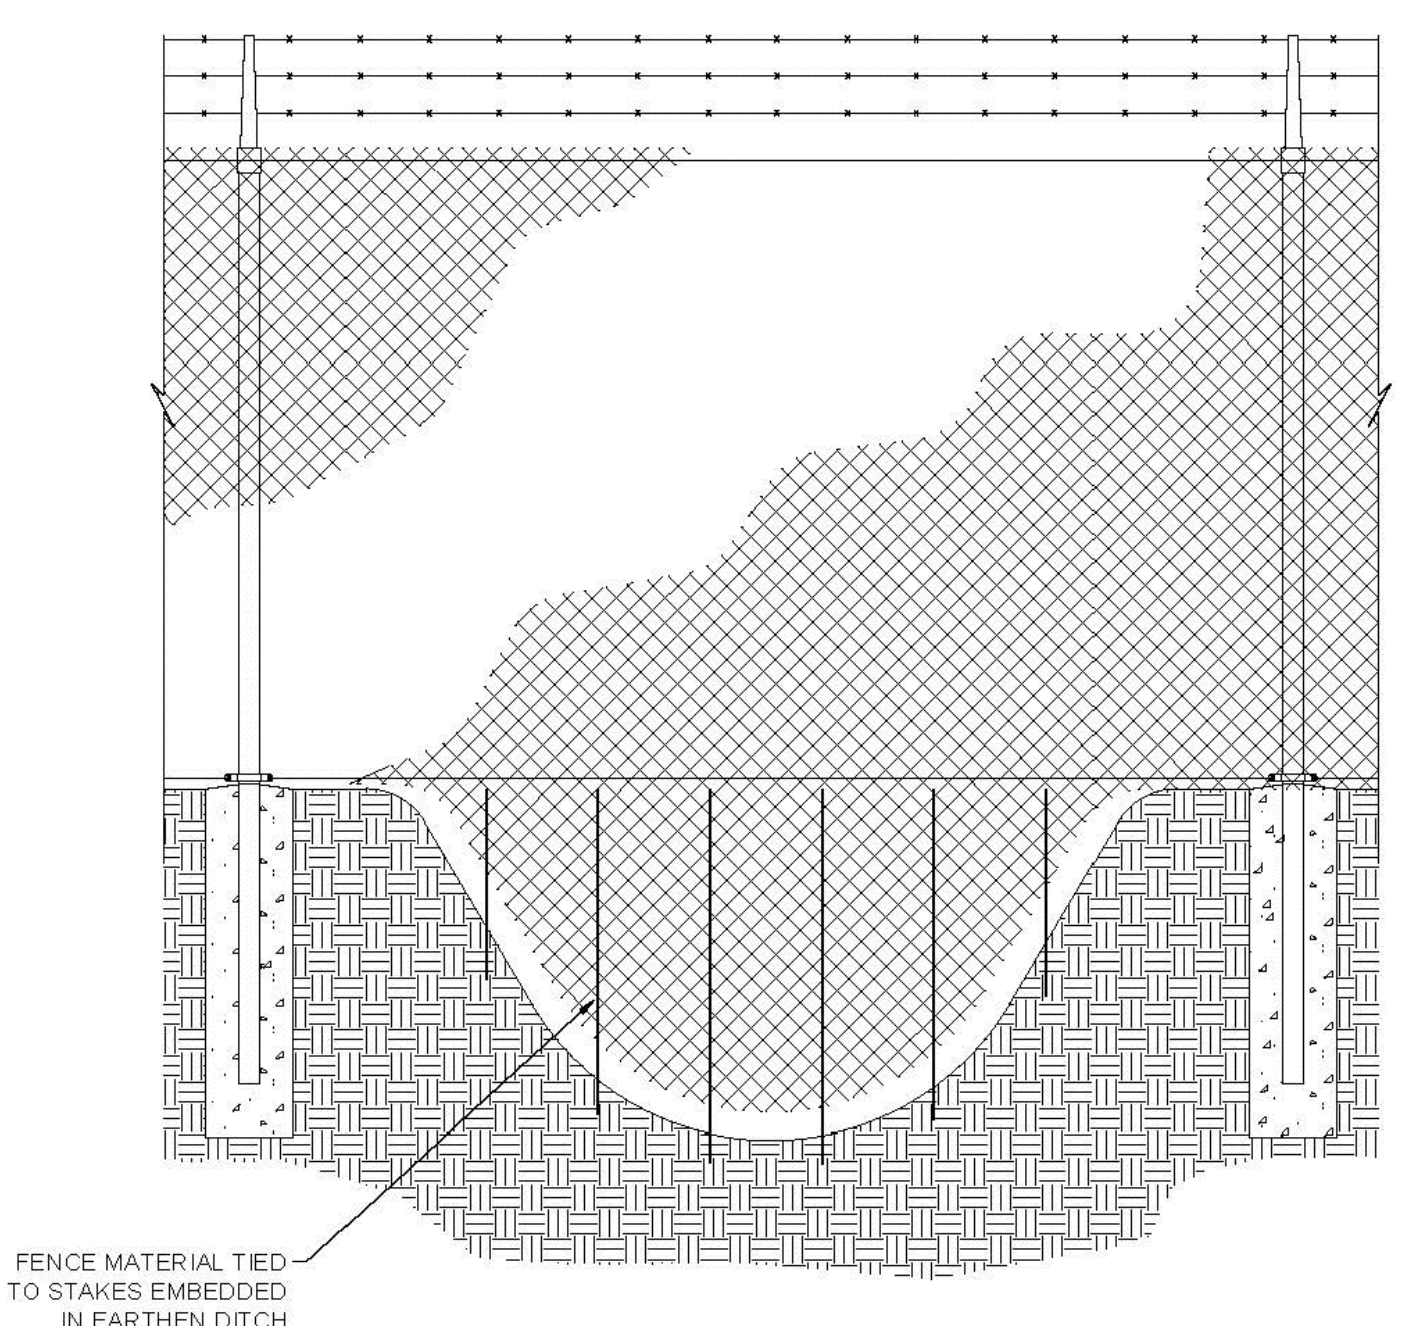 FENCE MATERIAL TIED
TO STAKES EMBEDDED
IN EARTHEN DITCH